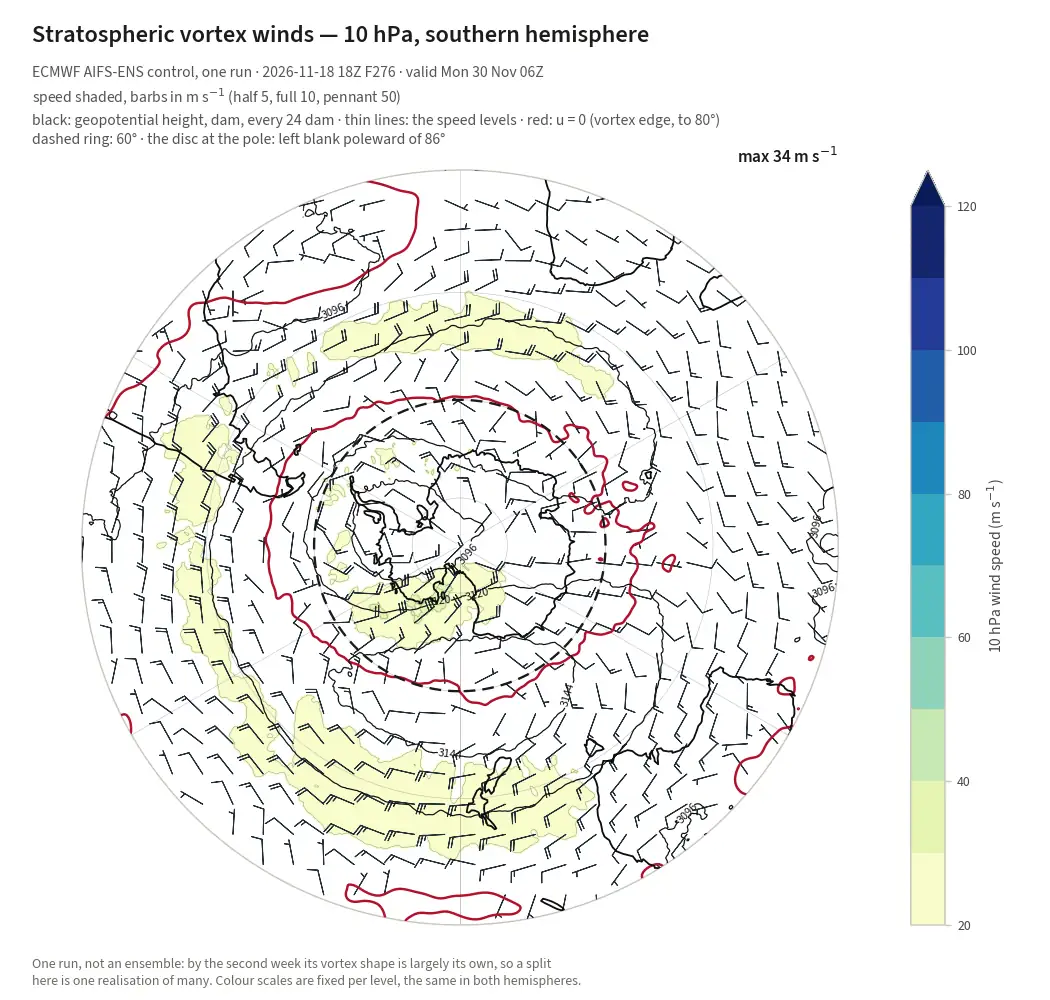 Stratospheric vortex winds — 10 hPa, southern hemisphere
ECMWF AIFS-ENS control, one run · 2026-11-18 18Z F276 · valid Mon 30 Nov 06Z
speed shaded, barbs in m s−1 (half 5, full 10, pennant 50)
black: geopotential height, dam, every 24 dam · thin lines: the speed levels · red: u = 0 (vortex edge, to 80°)
dashed ring: 60° · the disc at the pole: left blank poleward of 86°
max 34 m s−1
120
100
80
60
40
20
10 hPa wind speed (m s−1)
3096
3096
3096
3096
3120
3144
3096
One run, not an ensemble: by the second week its vortex shape is largely its own, so a split
here is one realisation of many. Colour scales are fixed per level, the same in both hemispheres.